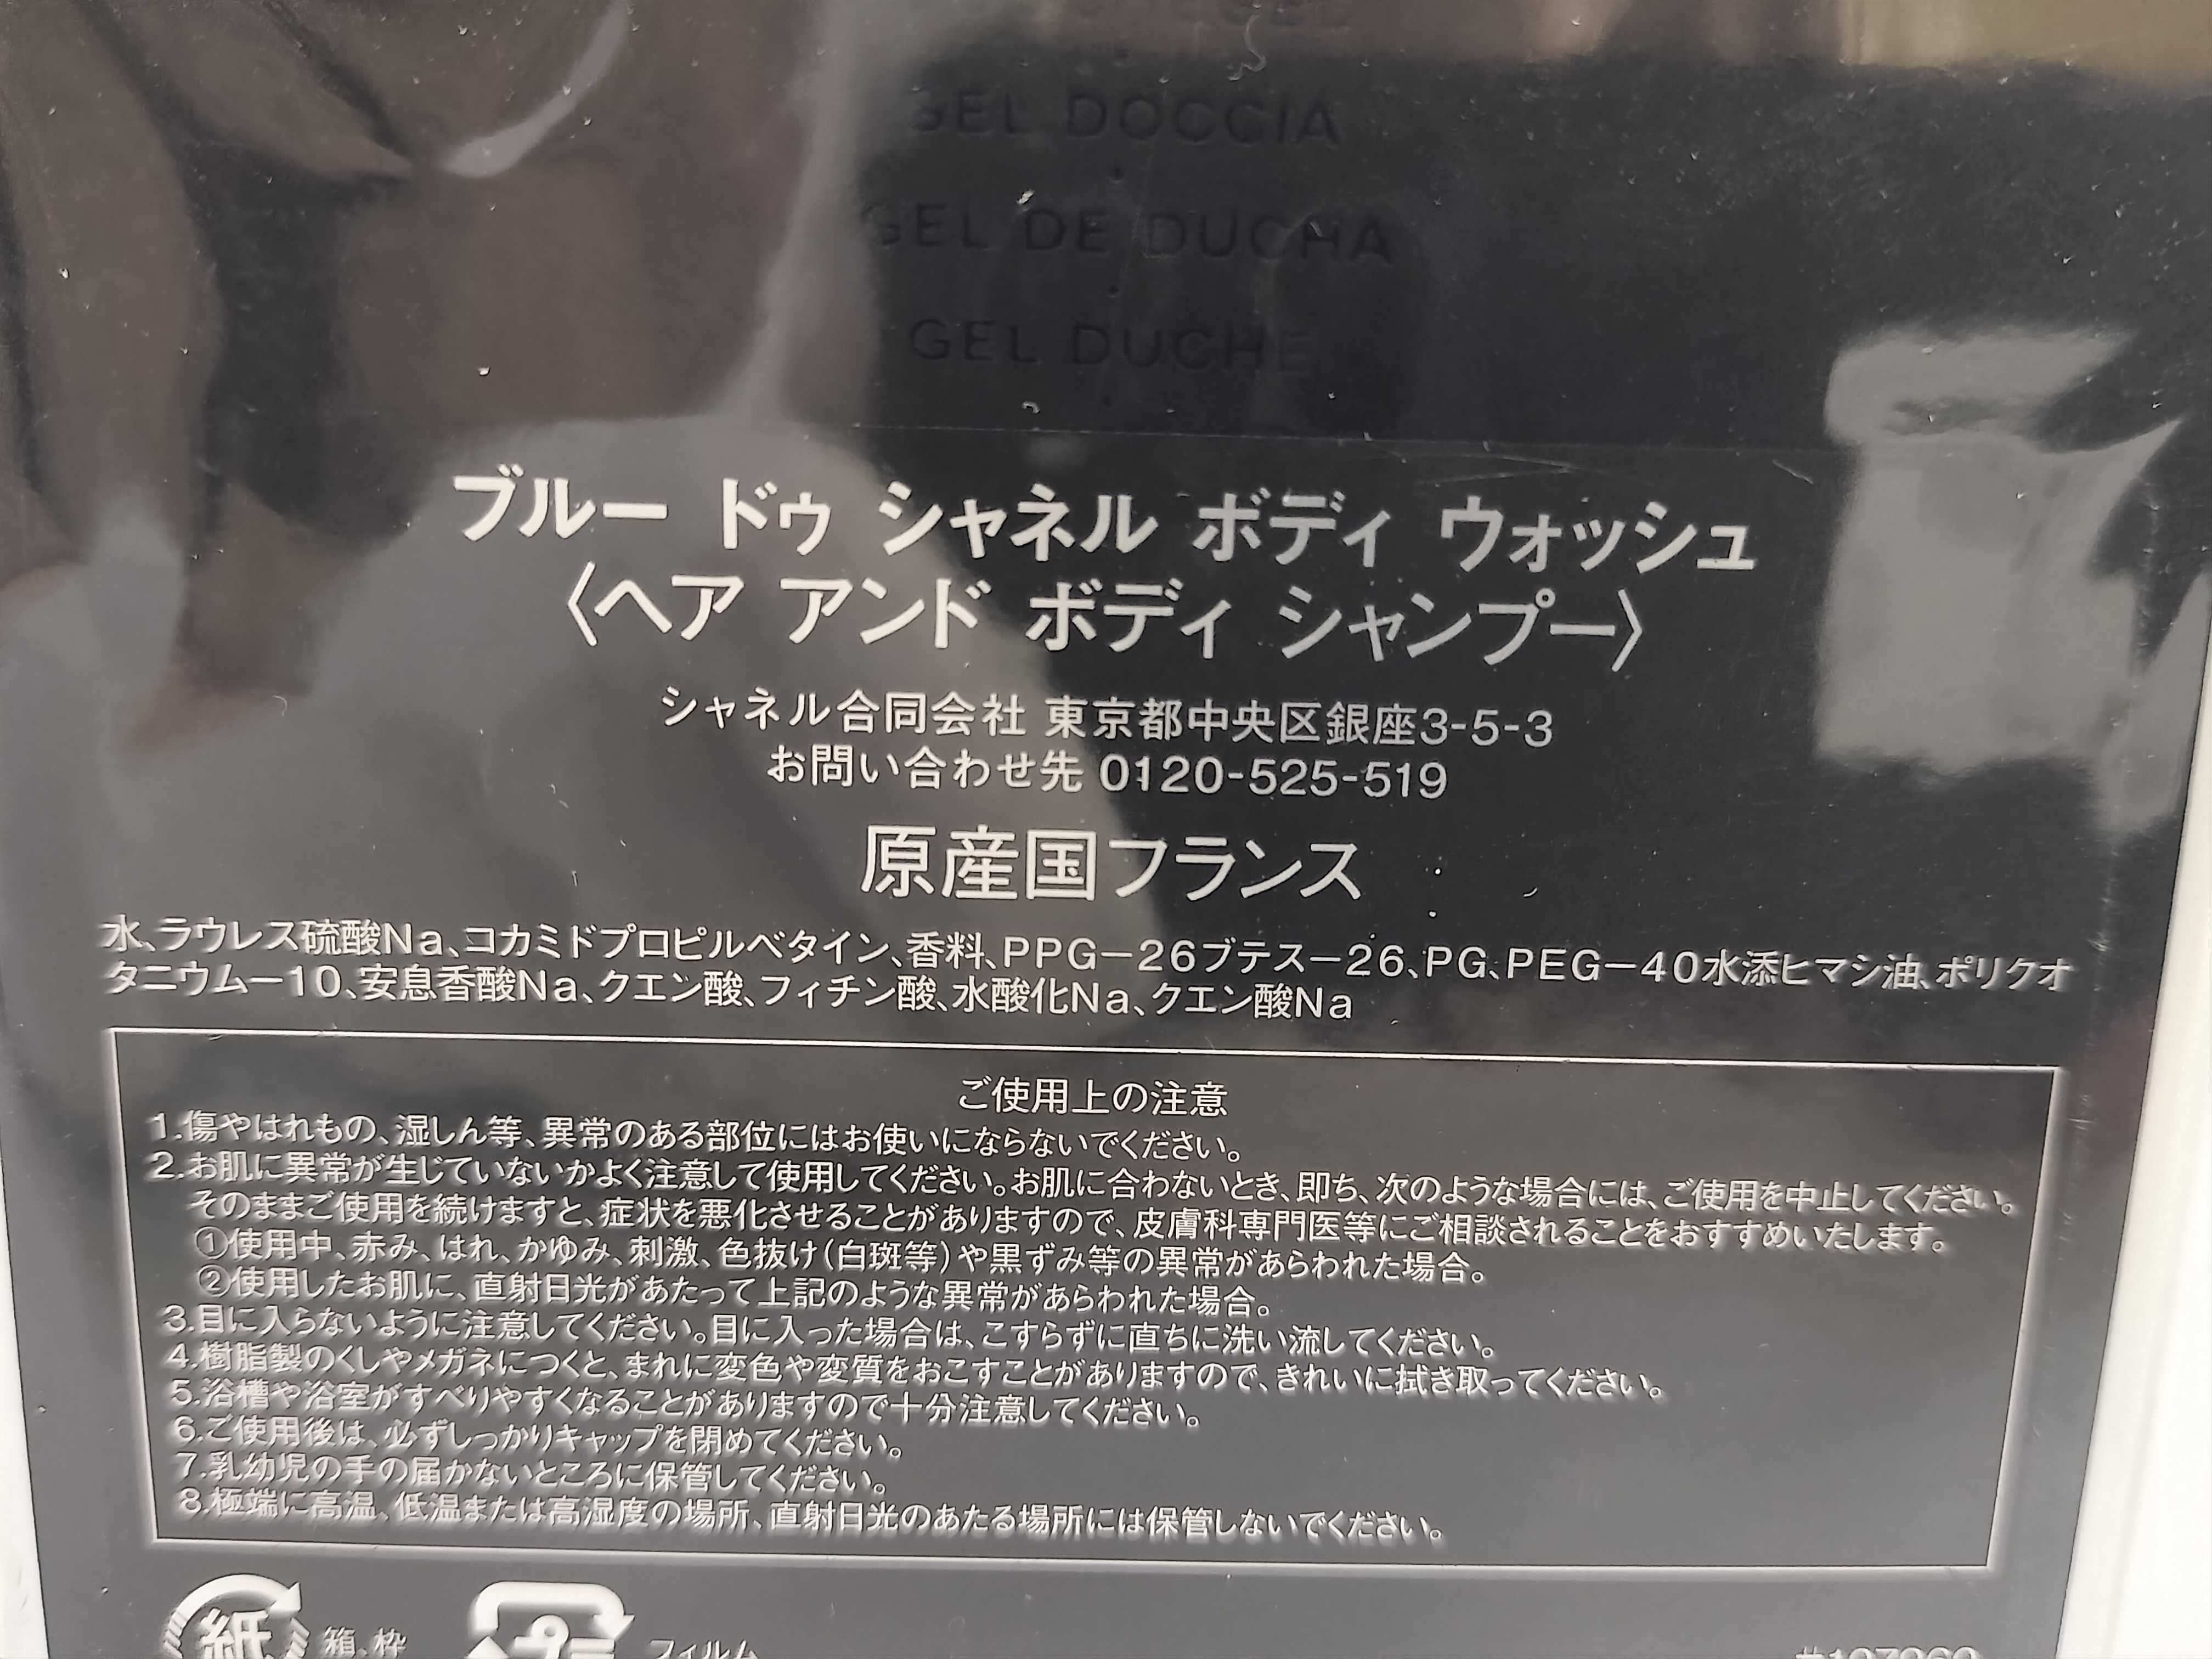 GEL DOCCIA
GEL DE DUCHA
GEL DUCHE
ブルー ドゥ シャネル ボディ ウォッシュ
〈ヘア アンド ボディ シャンプー〉
シャネル合同会社 東京都中央区銀座3-5-3
お問い合わせ先 0120-525-519
原産国フランス
水、ラウレス硫酸Na、コカミドプロピルベタイン、香料、PPG－26ブテス－26、PG、PEG－40水添ヒマシ油、ポリクオ
タニウム－10、安息香酸Na、クエン酸、フィチン酸、水酸化Na、クエン酸Na
ご使用上の注意
1.傷やはれもの、湿しん等、異常のある部位にはお使いにならないでください。
2.お肌に異常が生じていないかよく注意して使用してください。お肌に合わないとき、即ち、次のような場合には、ご使用を中止してください。
そのままご使用を続けますと、症状を悪化させることがありますので、皮膚科専門医等にご相談されることをおすすめいたします。
①使用中、赤み、はれ、かゆみ、刺激、色抜け(白斑等)や黒ずみ等の異常があらわれた場合。
②使用したお肌に、直射日光があたって上記のような異常があらわれた場合。
3.目に入らないように注意してください。目に入った場合は、こすらずに直ちに洗い流してください。
4.樹脂製のくしやメガネにつくと、まれに変色や変質をおこすことがありますので、きれいに拭き取ってください。
5.浴槽や浴室がすべりやすくなることがありますので十分注意してください。
6.ご使用後は、必ずしっかりキャップを閉めてください。
7.乳幼児の手の届かないところに保管してください。
8.極端に高温、低温または高湿度の場所、直射日光のあたる場所には保管しないでください。
紙 箱、枠 フィルム